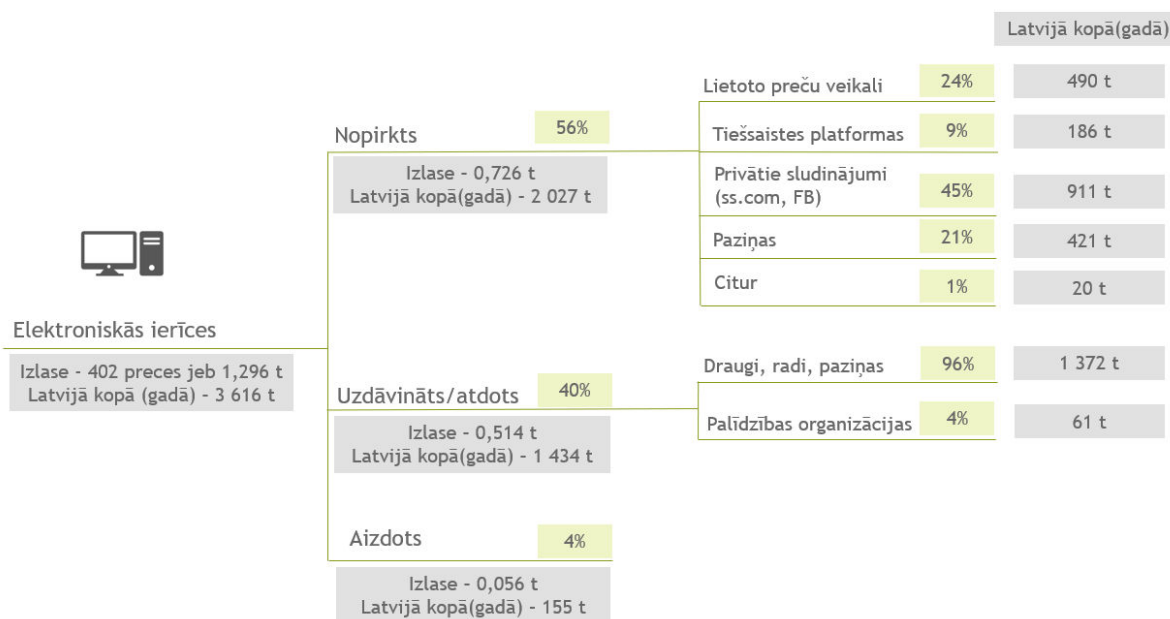 Latvijā kopā(gadā)
Lietoto preču veikali 24% 490 t
Nopirkts 56%
Tiešsaistes platformas 9% 186 t
Izlase - 0,726 t
Latvijā kopā(gadā) - 2 027 t
Privātie sludinājumi
(ss.com, FB) 45% 911 t
Paziņas 21% 421 t
Citur 1% 20 t
Elektroniskās ierīces
Izlase - 402 preces jeb 1,296 t
Latvijā kopā (gadā) - 3 616 t
Draugi, radi, paziņas 96% 1 372 t
Uzdāvināts/atdots 40%
Palīdzības organizācijas 4% 61 t
Izlase - 0,514 t
Latvijā kopā(gadā) - 1 434 t
Aizdots 4%
Izlase - 0,056 t
Latvijā kopā(gadā) - 155 t